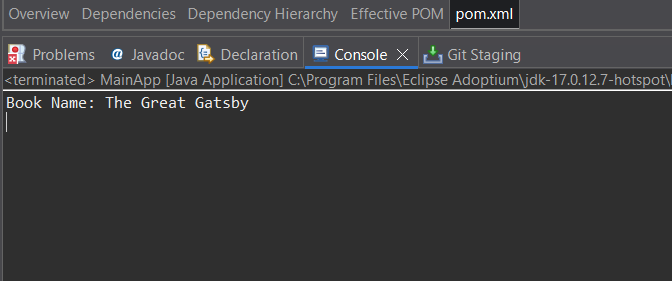 Overview Dependencies Dependency Hierarchy Effective POM pom.xml
Problems @ Javadoc Declaration Console Git Staging
<terminated> MainApp [Java Application] C:\Program Files\Eclipse Adoptium\jdk-17.0.12.7-hotspot\
Book Name: The Great Gatsby